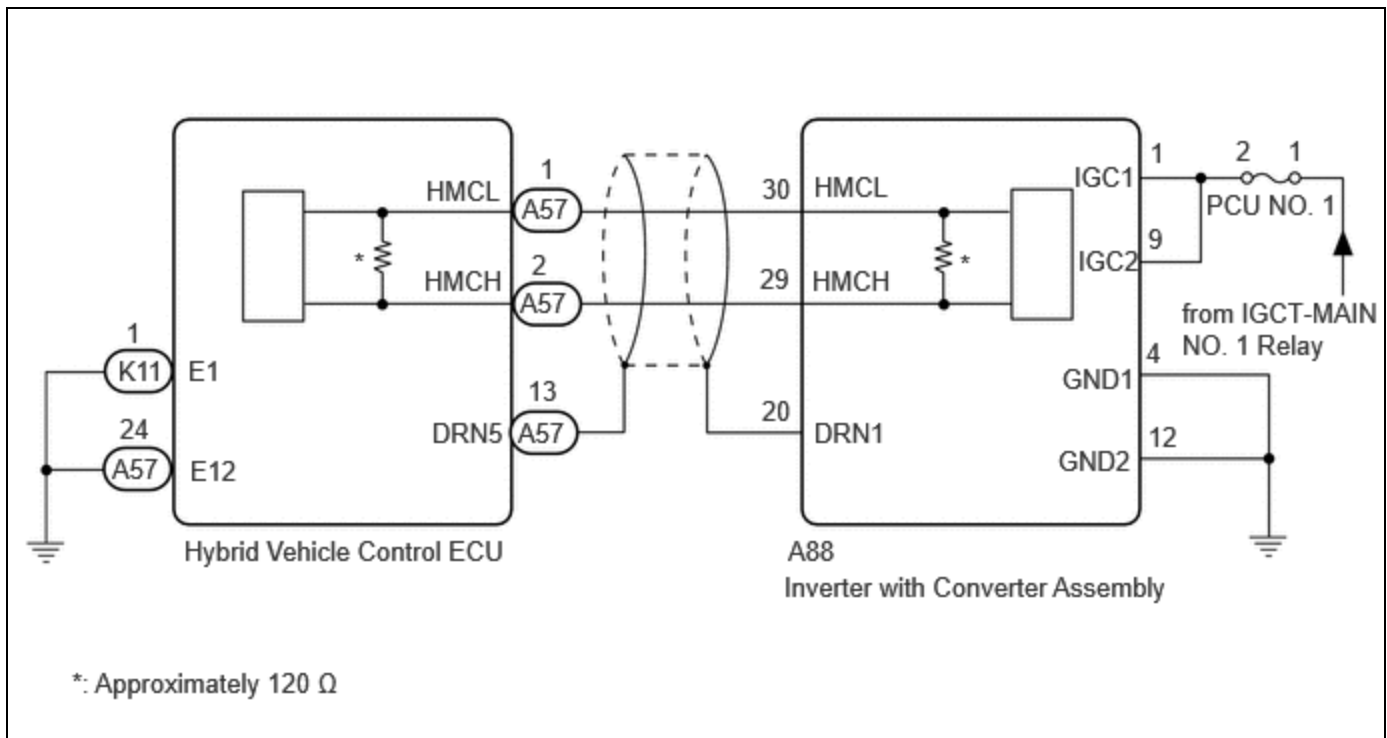 HMCL
1
A57
HMCH
2
A57
1
K11
E1
24
A57
E12
DRN5
13
A57
Hybrid Vehicle Control ECU
30
HMCL
29
HMCH
20
DRN1
*
*
IGC1
1
2
1
PCU NO. 1
IGC2
9
from IGCT-MAIN
NO. 1 Relay
GND1
4
GND2
12
A88
Inverter with Converter Assembly
*: Approximately 120 Ω